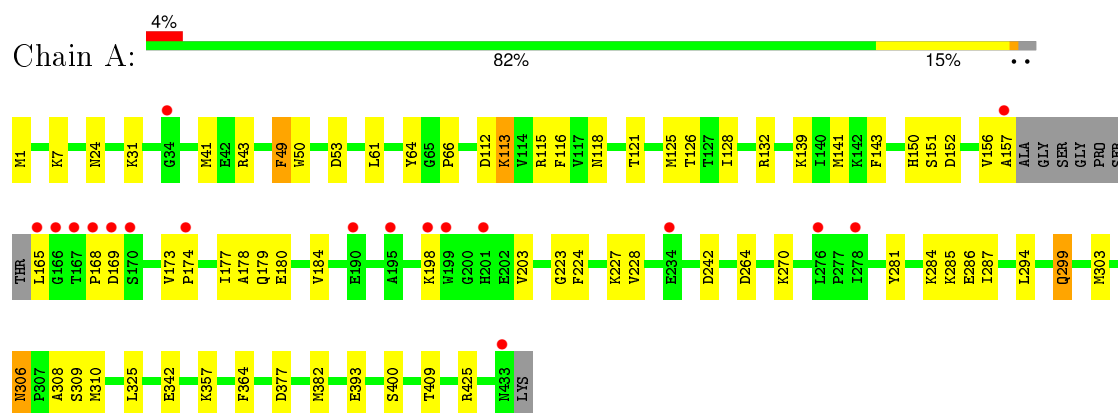 4%
Chain A:
82% 15% • •
M1 K7 N24 K31 G34 M41 E42 R43 F49 W50 D53 L61 Y64 G65 P66 D112 K113 V114 R115 F116 V117 N118 T121 M125 T126 T127 I128 R132 K139 I140 M141 K142 F143 H150 S151 D152 V156 A157 ALA GLY SER GLY PRO SER
THR L165 G166 T167 P168 D169 S170 V173 P174 I177 A178 Q179 E180 V184 E190 A195 K198 W199 G200 H201 E202 V203 G223 F224 K227 V228 E234 D242 D264 K270 L276 P277 I278 Y281 K284 K285 E286 I287 L294 Q299 M303
N306 P307 A308 S309 M310 L325 E342 K357 F364 D377 M382 E393 S400 T409 R425 N433 LYS